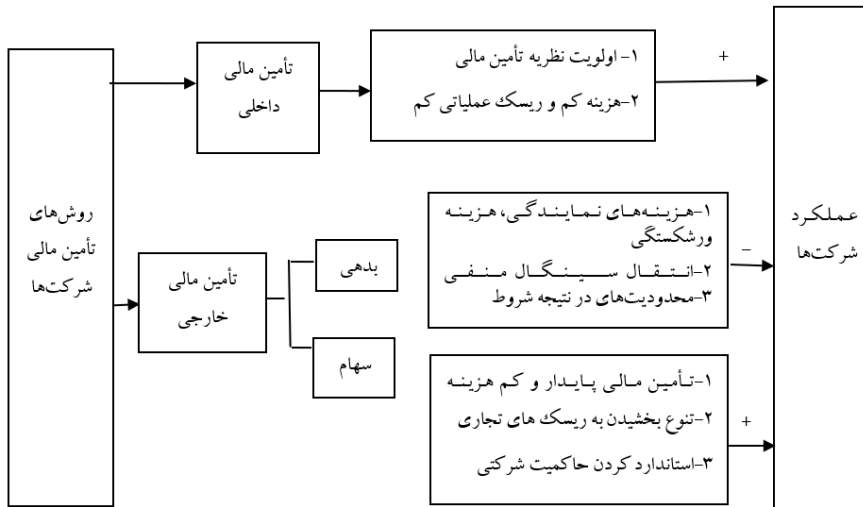 روش‌های
تأمین مالی
شرکت‌ها
تأمین مالی
داخلی
۱- اولویت نظریه تأمین مالی
۲-هزینه کم و ریسک عملیاتی کم
+
تأمین مالی
خارجی
بدهی
سهام
۱-هزینه‌های نمایندگی، هزینه
ورشکستگی
۲-انتقال سینگال منفی
۳-محدودیت‌های در نتیجه شروط
–
۱-تأمین مالی پایدار و کم هزینه
۲-تنوع بخشیدن به ریسک های تجاری
۳-استاندارد کردن حاکمیت شرکتی
+
عملکرد
شرکت‌ها